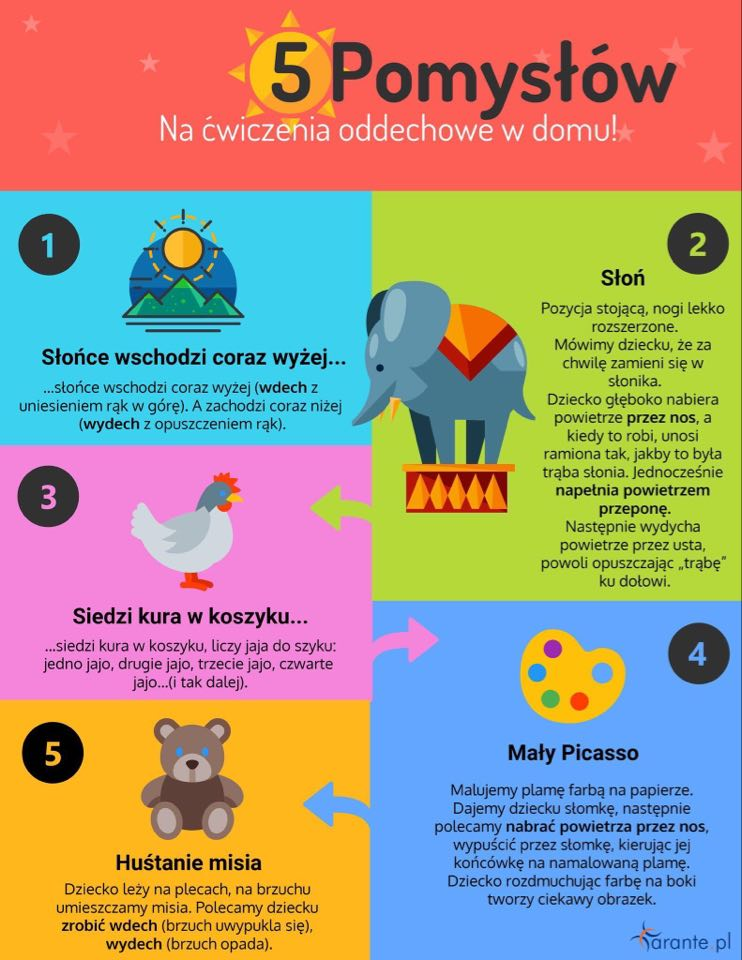 5 Pomysłów
Na ćwiczenia oddechowe w domu!
1
Słońce wschodzi coraz wyżej...
...słońce wschodzi coraz wyżej (wdech z
uniesieniem rąk w górę). A zachodzi coraz niżej
(wydech z opuszczeniem rąk).
2
Słoń
Pozycja stojącą, nogi lekko
rozszerzone.
Mówimy dziecku, że za
chwilę zamieni się w
słonika.
Dziecko głęboko nabiera
powietrze przez nos, a
kiedy to robi, unosi
ramiona tak, jakby to była
trąba słonia. Jednocześnie
napełnia powietrzem
przeponę.
Następnie wydycha
powietrze przez usta,
powoli opuszczając „trąbę”
ku dołowi.
3
Siedzi kura w koszyku...
...siedzi kura w koszyku, liczy jaja do szyku:
jedno jajo, drugie jajo, trzecie jajo, czwarte
jajo...(i tak dalej).
4
Mały Picasso
Malujemy plamę farbą na papierze.
Dajemy dziecku słomkę, następnie
polecamy nabrać powietrza przez nos,
wypuścić przez słomkę, kierując jej
końcówkę na namalowaną plamę.
Dziecko rozdmuchując farbę na boki
tworzy ciekawy obrazek.
5
Huśtanie misia
Dziecko leży na plecach, na brzuchu
umieszczamy misia. Polecamy dziecku
zrobić wdech (brzuch uwypukla się),
wydech (brzuch opada).
Karante.pl